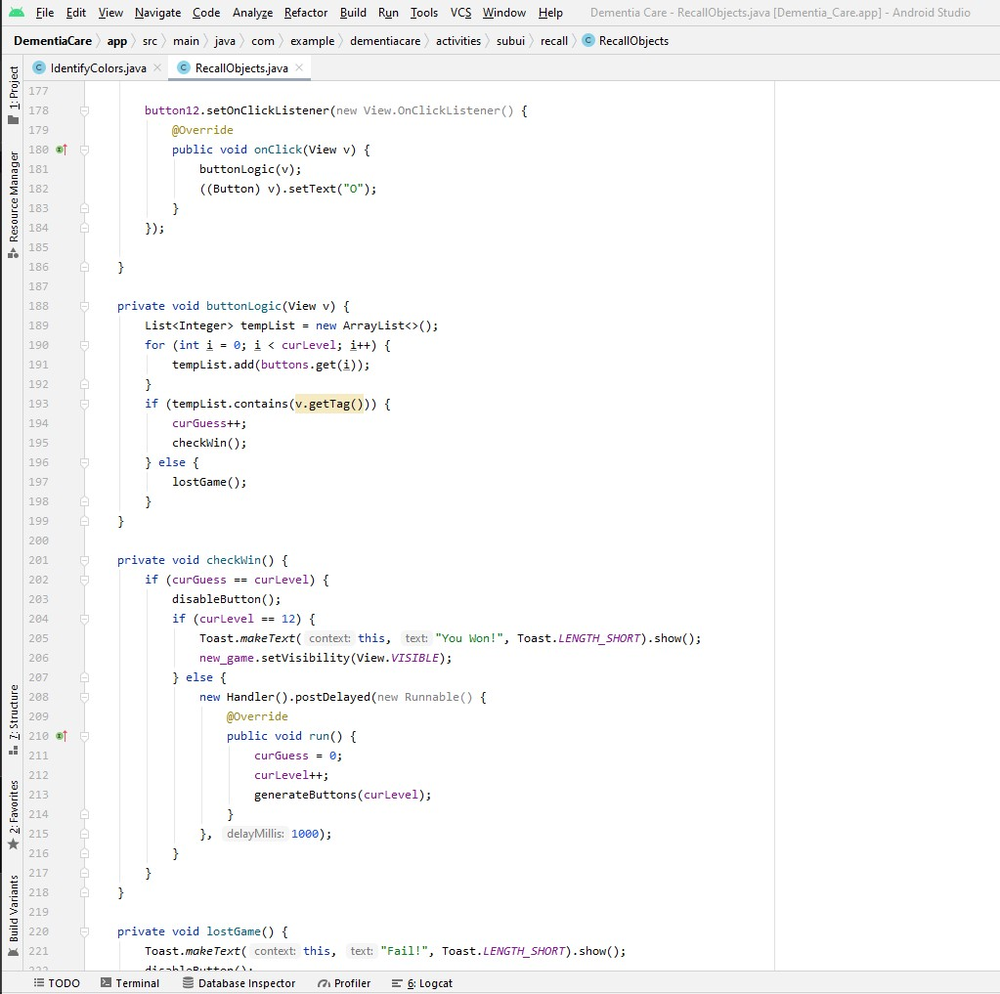 File Edit View Navigate Code Analyze Refactor Build Run Tools VCS Window Help Dementia Care - RecallObjects.java [Dementia_Care.app] - Android Studio
DementiaCare app src main java com example dementiacare activities subui recall C RecallObjects
C IdentifyColors.java C RecallObjects.java
1: Project
Resource Manager
7: Structure
2: Favorites
Build Variants
177
178 button12.setOnClickListener(new View.OnClickListener() {
179 @Override
180 public void onClick(View v) {
181 buttonLogic(v);
182 ((Button) v).setText("O");
183 }
184 });
185
186 }
187
188 private void buttonLogic(View v) {
189 List<Integer> tempList = new ArrayList<>();
190 for (int i = 0; i < curLevel; i++) {
191 tempList.add(buttons.get(i));
192 }
193 if (tempList.contains(v.getTag())) {
194 curGuess++;
195 checkWin();
196 } else {
197 lostGame();
198 }
199 }
200
201 private void checkWin() {
202 if (curGuess == curLevel) {
203 disableButton();
204 if (curLevel == 12) {
205 Toast.makeText( context: this, text: "You Won!", Toast.LENGTH_SHORT).show();
206 new_game.setVisibility(View.VISIBLE);
207 } else {
208 new Handler().postDelayed(new Runnable() {
209 @Override
210 public void run() {
211 curGuess = 0;
212 curLevel++;
213 generateButtons(curLevel);
214 }
215 }, delayMillis: 1000);
216 }
217 }
218 }
219
220 private void lostGame() {
221 Toast.makeText( context: this, text: "Fail!", Toast.LENGTH_SHORT).show();
222 disableButton();
TODO Terminal Database Inspector Profiler 6: Logcat